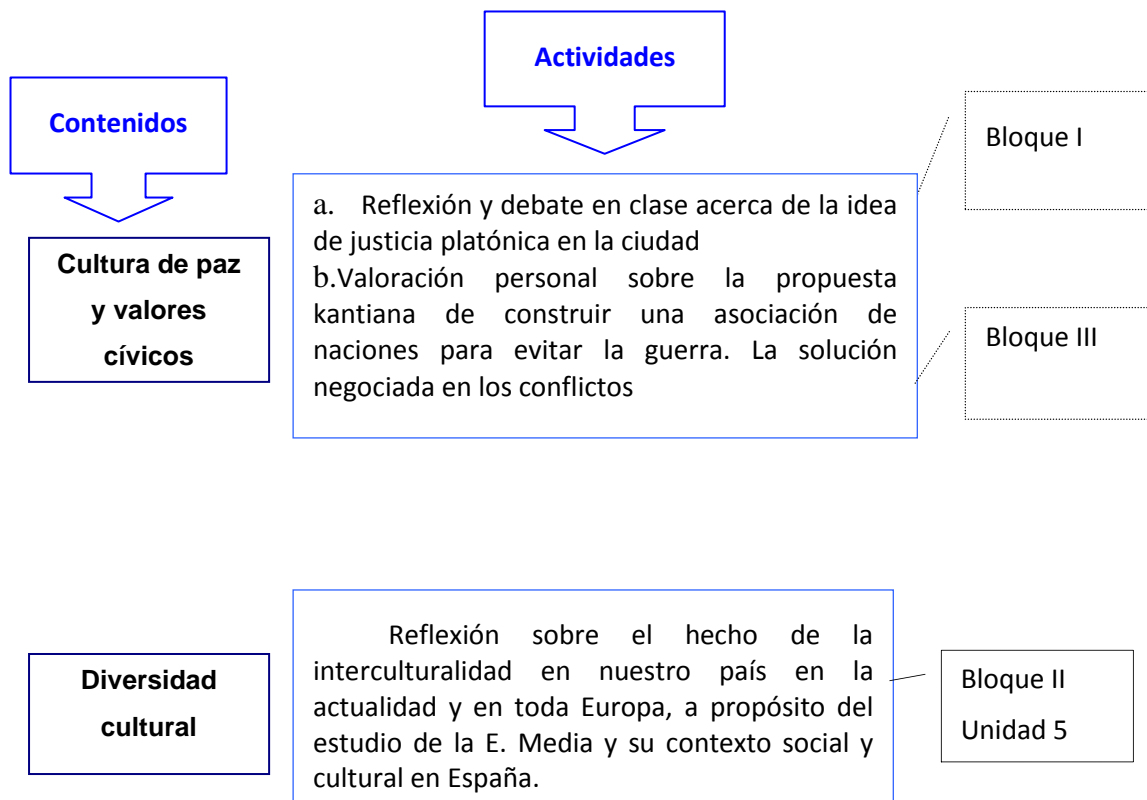 Actividades
Contenidos
Bloque I
a. Reflexión y debate en clase acerca de la idea
de justicia platónica en la ciudad
b.Valoración personal sobre la propuesta
kantiana de construir una asociación de
naciones para evitar la guerra. La solución
negociada en los conflictos
Cultura de paz
y valores
cívicos
Bloque III
Reflexión sobre el hecho de la
interculturalidad en nuestro país en la
actualidad y en toda Europa, a propósito del
estudio de la E. Media y su contexto social y
cultural en España.
Diversidad
cultural
Bloque II
Unidad 5